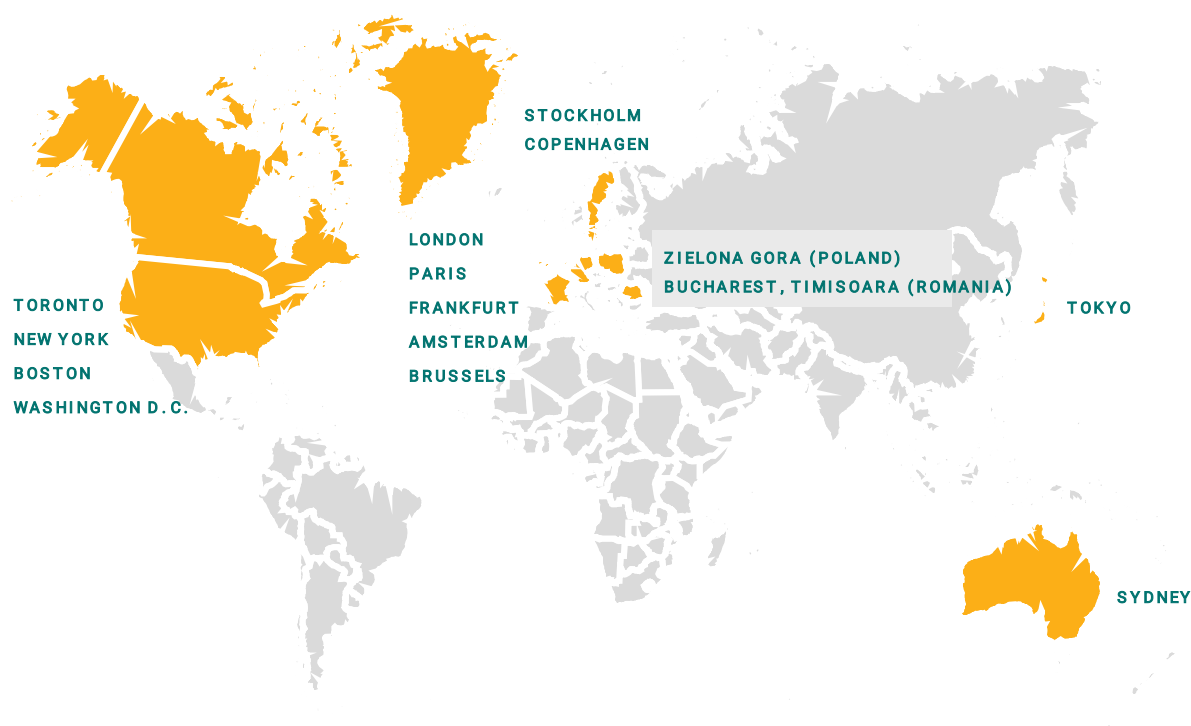 STOCKHOLM
COPENHAGEN
LONDON
PARIS
FRANKFURT
AMSTERDAM
BRUSSELS
ZIELONA GORA (POLAND)
BUCHAREST, TIMISOARA (ROMANIA)
TORONTO
NEW YORK
BOSTON
WASHINGTON D.C.
TOKYO
SYDNEY